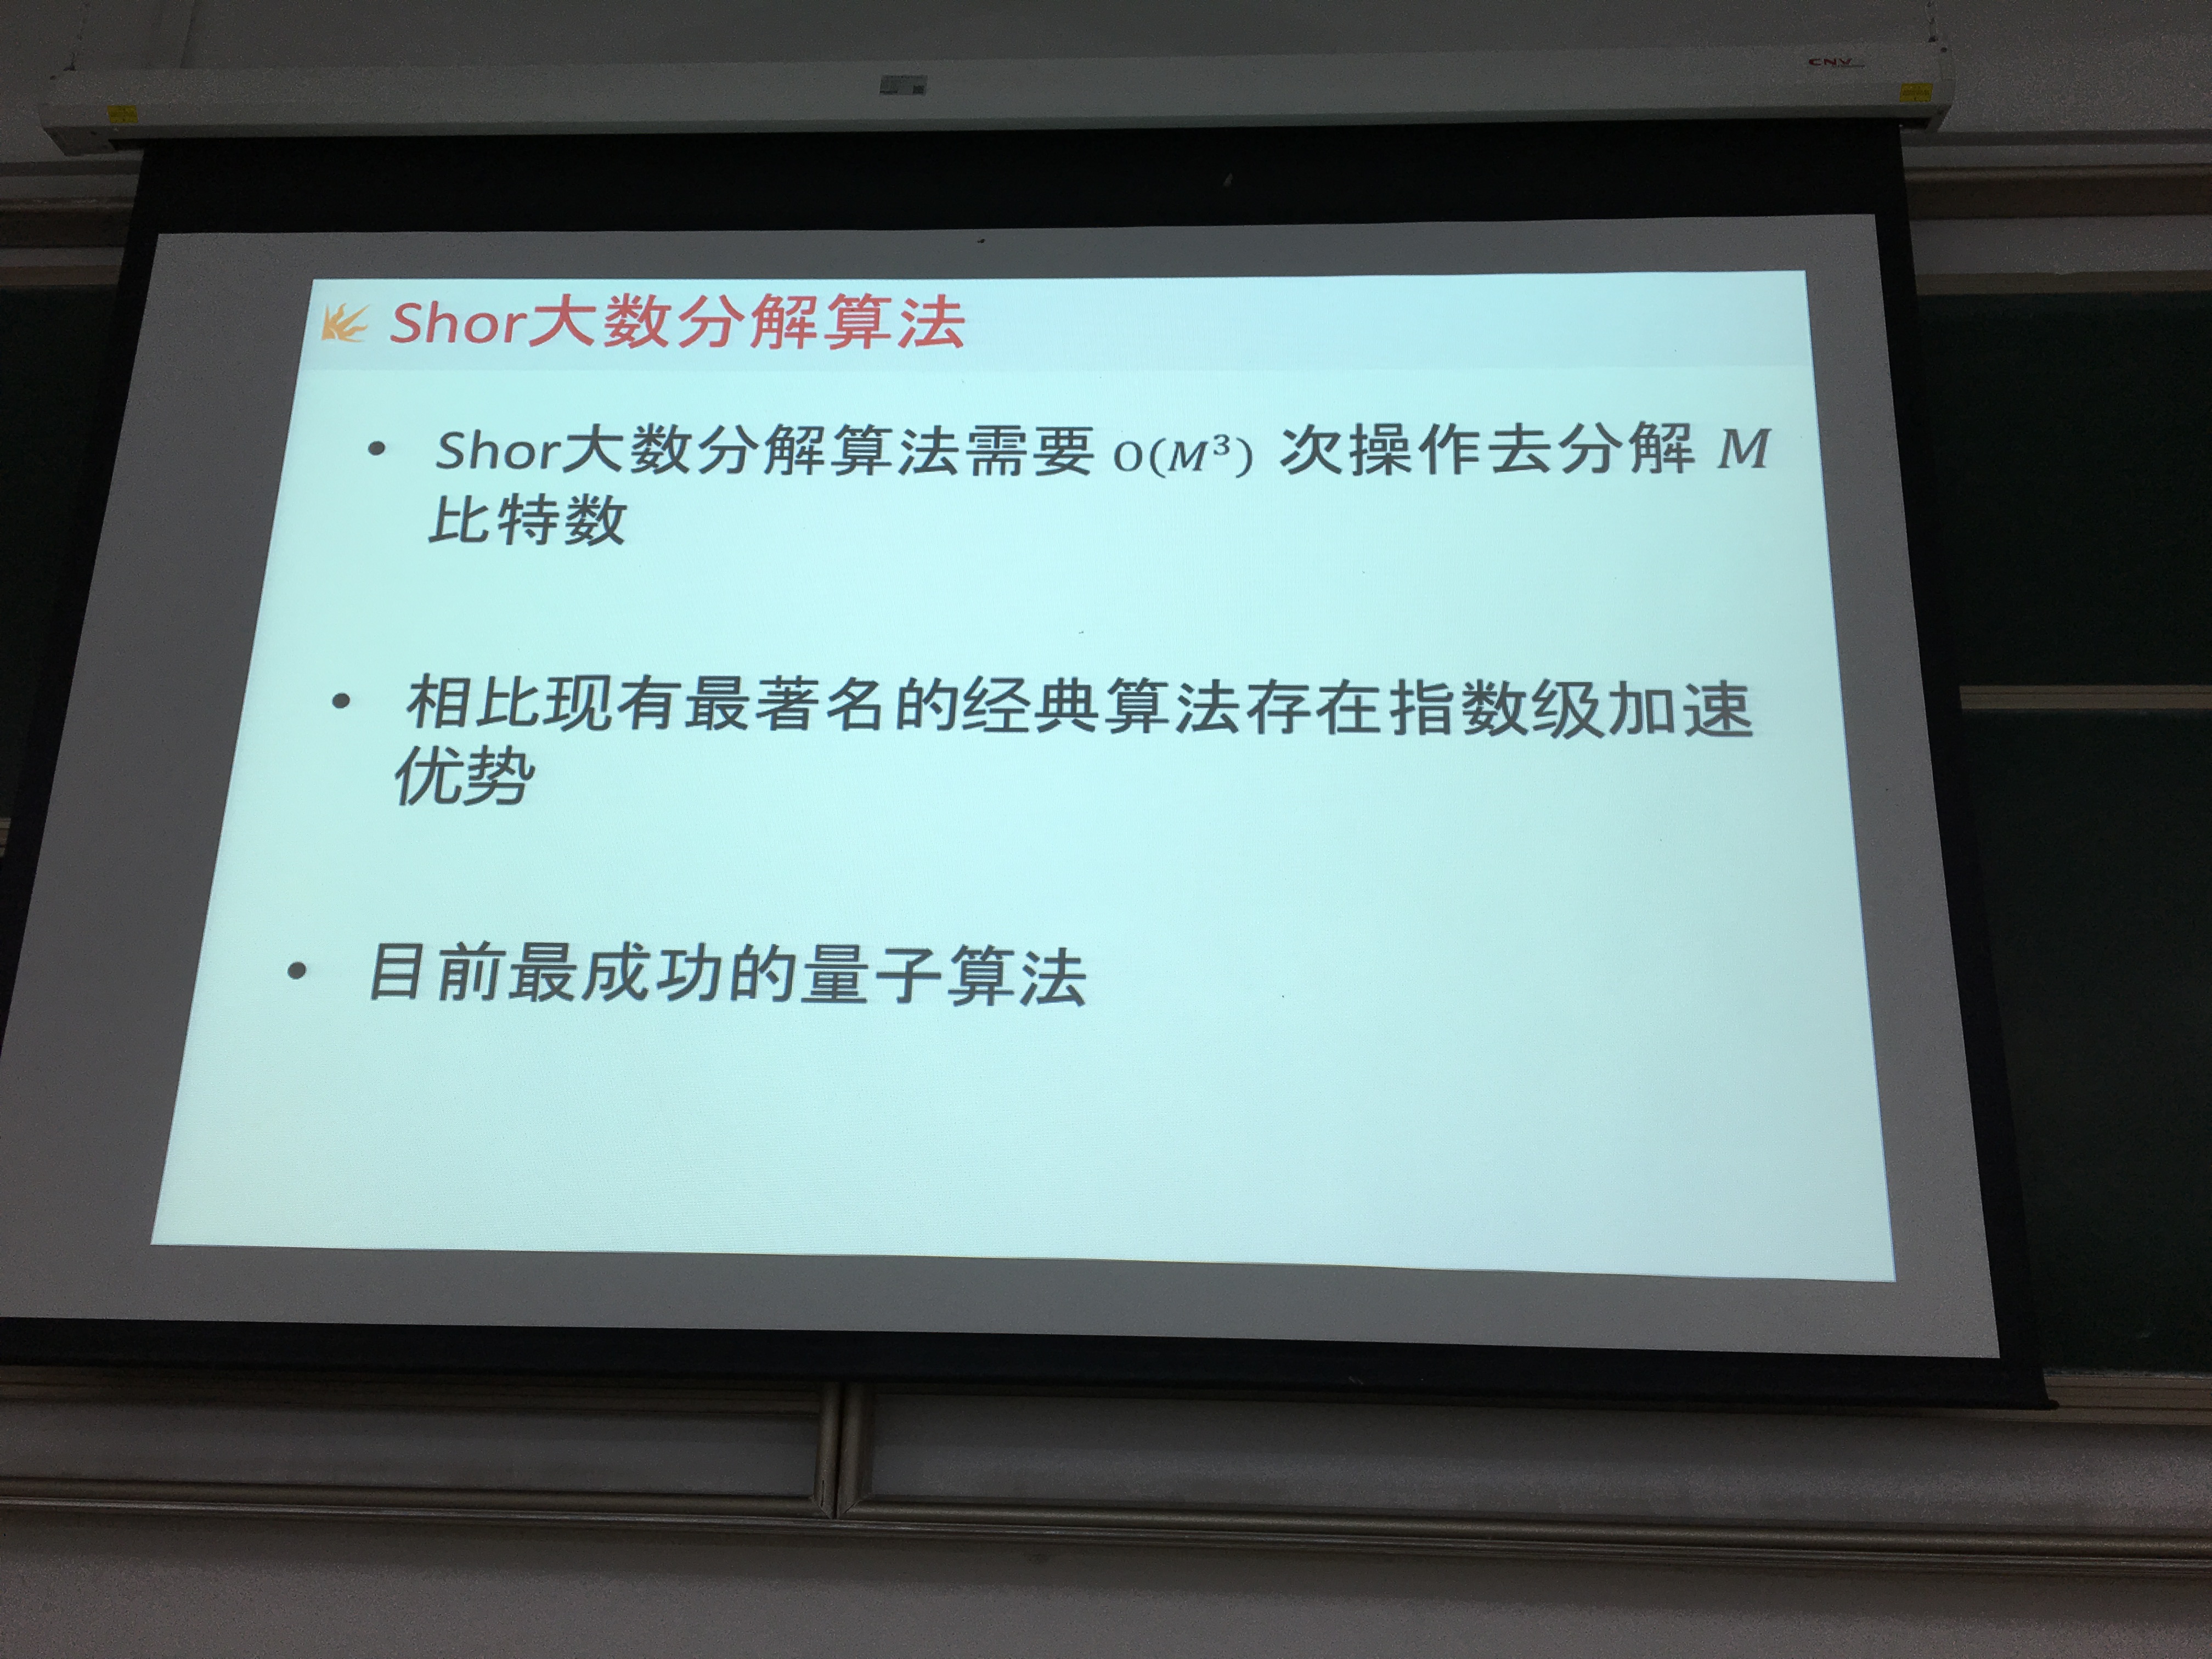 CNV
Shor大数分解算法
• Shor大数分解算法需要 O(M³) 次操作去分解 M
比特数
• 相比现有最著名的经典算法存在指数级加速
优势
• 目前最成功的量子算法